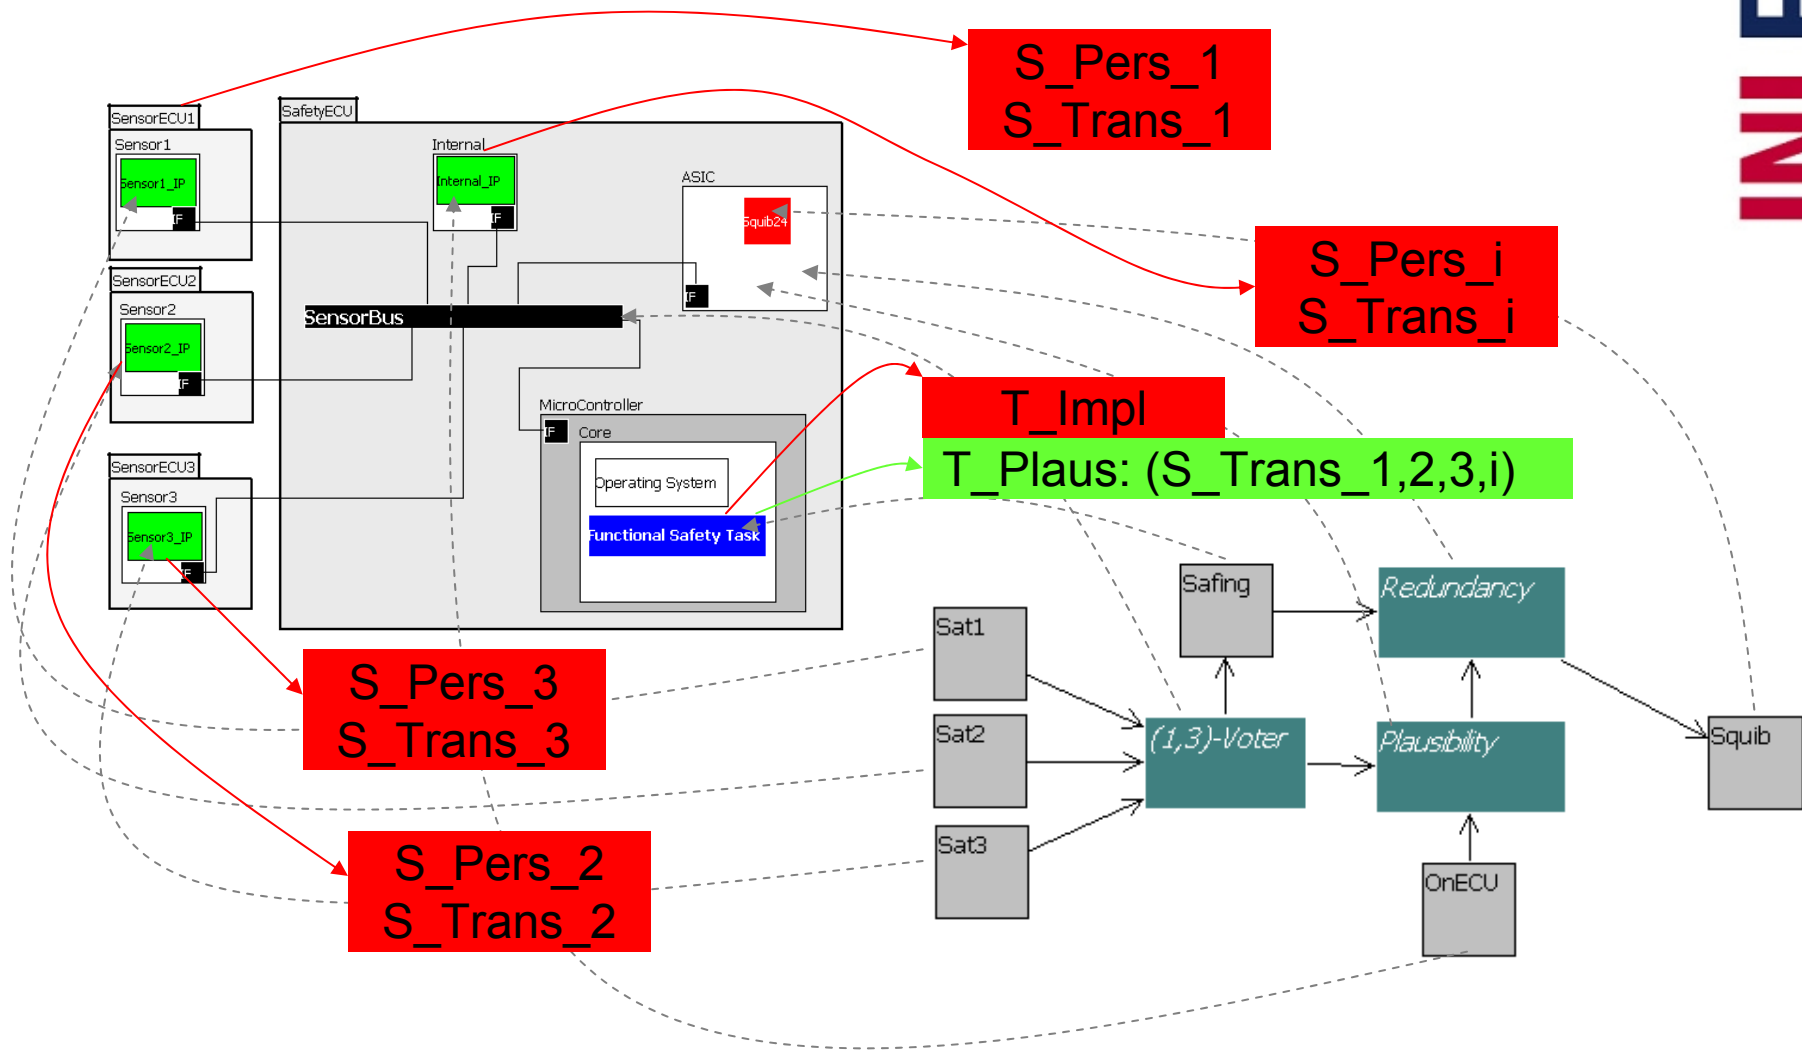 S_Pers_1
S_Trans_1
SensorECU1
Sensor1
Sensor1_IP
IF
SafetyECU
Internal
Internal_IP
IF
ASIC
Squib24
IF
S_Pers_i
S_Trans_i
SensorECU2
Sensor2
Sensor2_IP
IF
SensorBus
T_Impl
T_Plaus: (S_Trans_1,2,3,i)
MicroController
IF
Core
Operating System
Functional Safety Task
SensorECU3
Sensor3
Sensor3_IP
IF
S_Pers_3
S_Trans_3
S_Pers_2
S_Trans_2
Sat1
Sat2
Sat3
Safing
Redundancy
(1,3)-Voter
Plausibility
Squib
OnECU